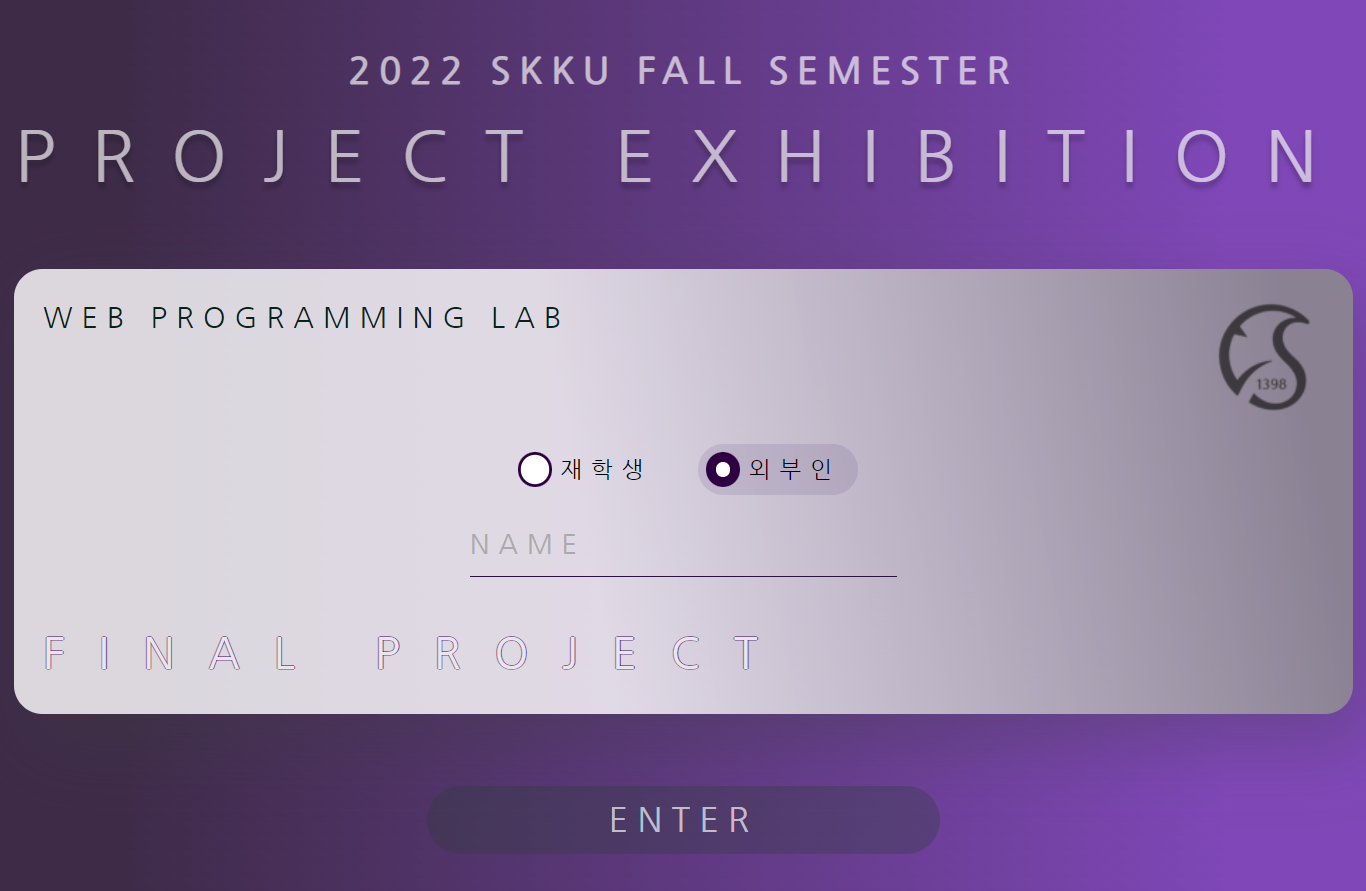 2022 SKKU FALL SEMESTER
PROJECT EXHIBITION
WEB PROGRAMMING LAB
1398
재학생 외부인
NAME
FINAL PROJECT
ENTER